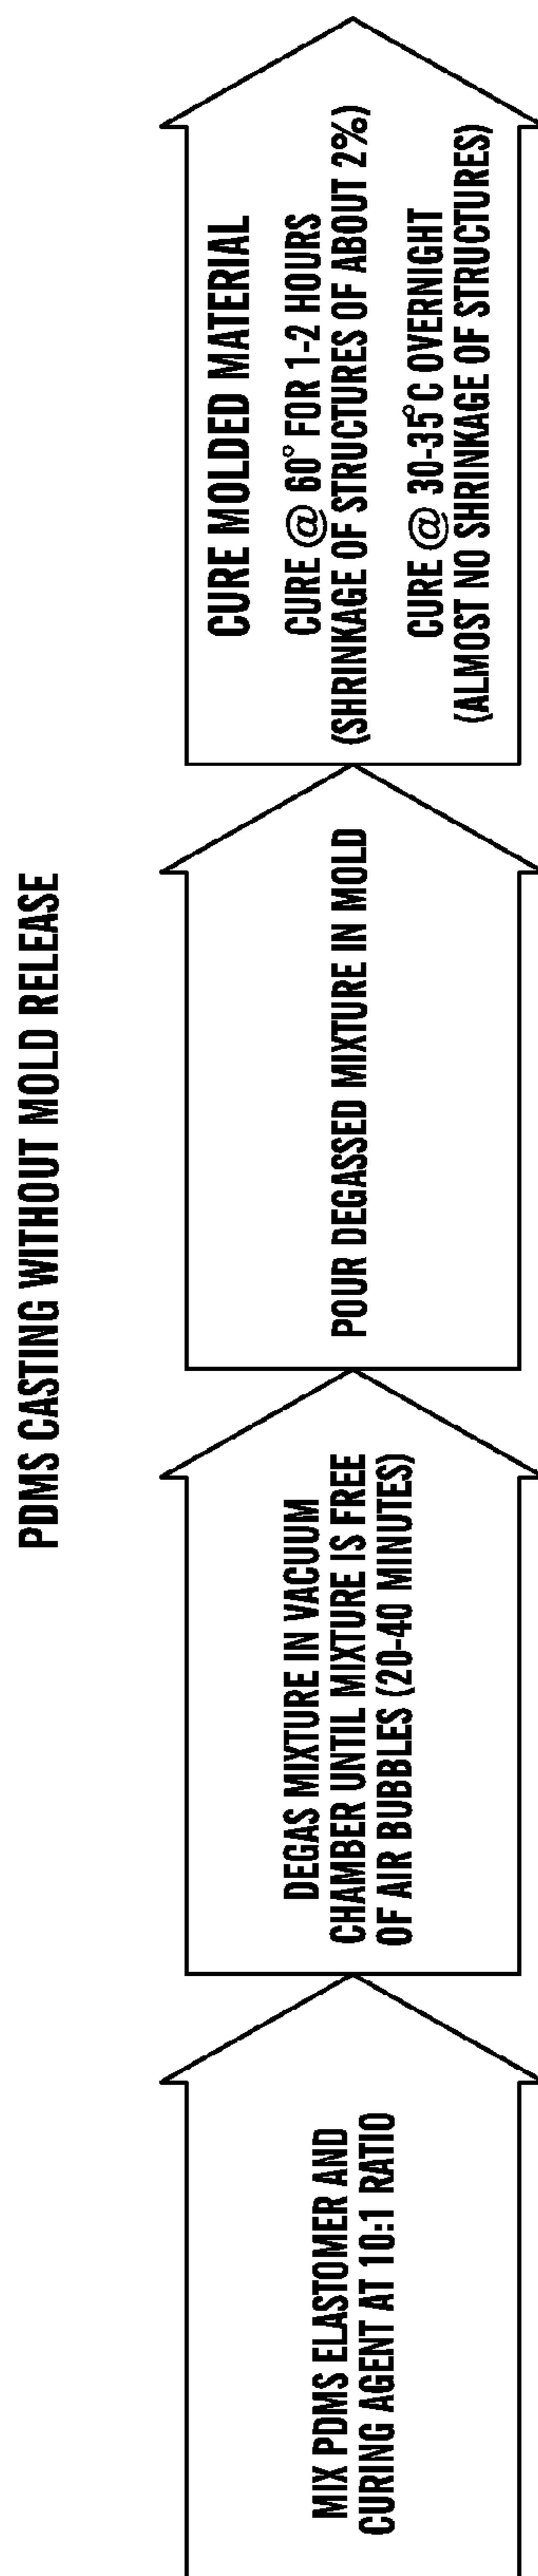 PDMS CASTING WITHOUT MOLD RELEASE
MIX PDMS ELASTOMER AND
CURING AGENT AT 10:1 RATIO
DEGAS MIXTURE IN VACUUM
CHAMBER UNTIL MIXTURE IS FREE
OF AIR BUBBLES (20-40 MINUTES)
POUR DEGASSED MIXTURE IN MOLD
CURE MOLDED MATERIAL
CURE @ 60° FOR 1-2 HOURS
(SHRINKAGE OF STRUCTURES OF ABOUT 2%)
CURE @ 30-35°C OVERNIGHT
(ALMOST NO SHRINKAGE OF STRUCTURES)